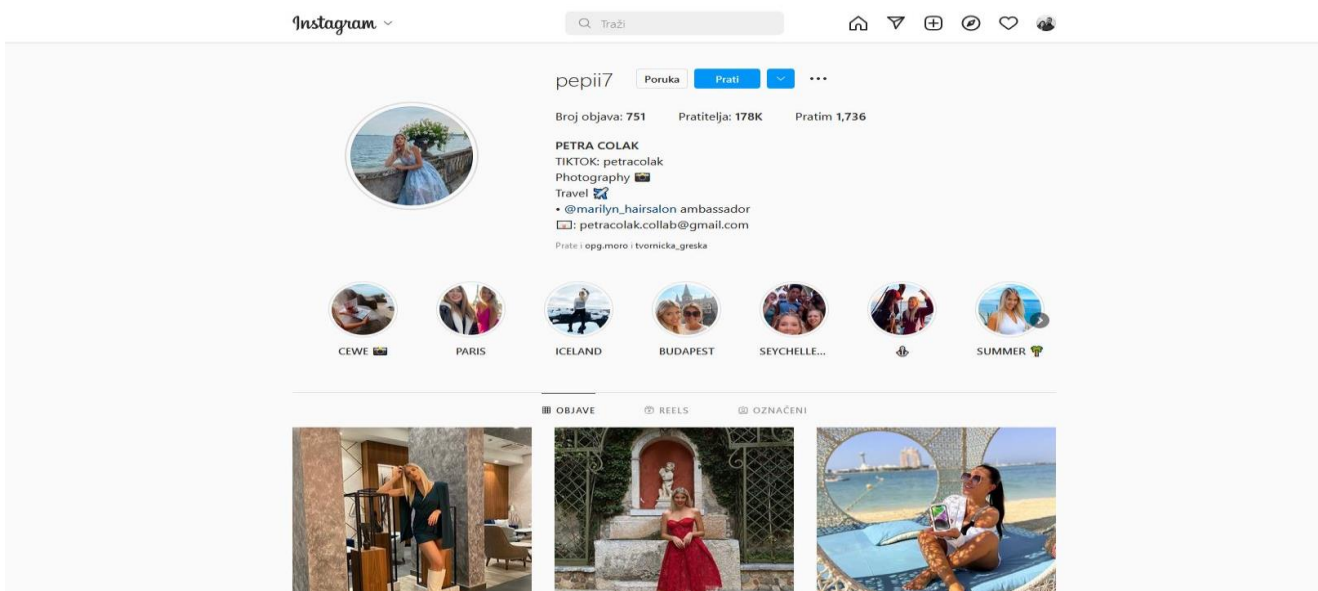 Instagram
Traži
pepii7 Poruka Prati
Broj objava: 751 Pratitelja: 178K Pratim 1,736
PETRA COLAK
TIKTOK: petracolak
Photography 📸
Travel ✈️
• @marilyn_hairsalon ambassador
💌: petracolak.collab@gmail.com
Prate i opg.moro i tvornicka_greska
CEWE 📸 PARIS ICELAND BUDAPEST SEYCHELLE... SUMMER 🌴
OBJAVE REELS OZNAČENI